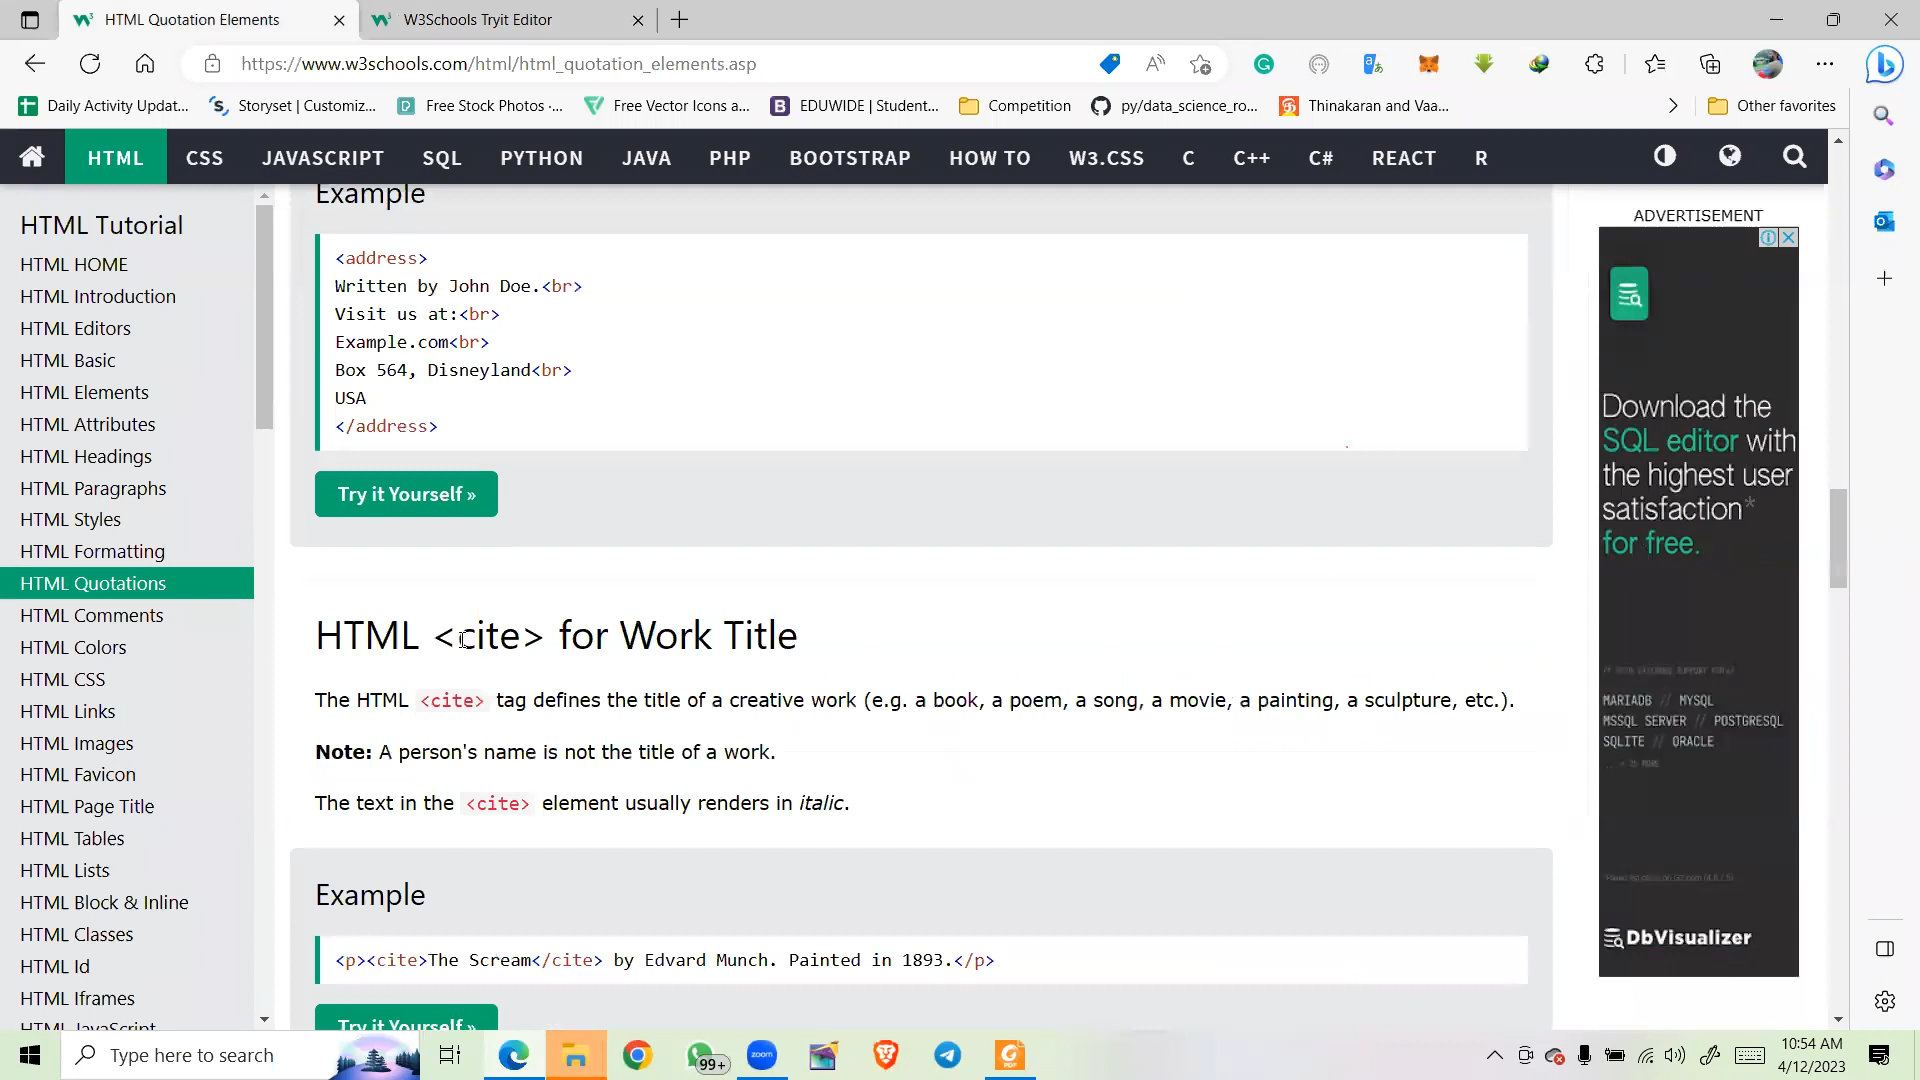 HTML Quotation Elements
W3Schools Tryit Editor
https://www.w3schools.com/html/html_quotation_elements.asp
Daily Activity Updat...
Storyset | Customiz...
Free Stock Photos ·...
Free Vector Icons a...
EDUWIDE | Student...
Competition
py/data_science_ro...
Thinakaran and Vaa...
Other favorites
HTML CSS JAVASCRIPT SQL PYTHON JAVA PHP BOOTSTRAP HOW TO W3.CSS C C++ C# REACT R
HTML Tutorial
HTML HOME
HTML Introduction
HTML Editors
HTML Basic
HTML Elements
HTML Attributes
HTML Headings
HTML Paragraphs
HTML Styles
HTML Formatting
HTML Quotations
HTML Comments
HTML Colors
HTML CSS
HTML Links
HTML Images
HTML Favicon
HTML Page Title
HTML Tables
HTML Lists
HTML Block & Inline
HTML Classes
HTML Id
HTML Iframes
HTML JavaScript
Example
<address>
Written by John Doe.<br>
Visit us at:<br>
Example.com<br>
Box 564, Disneyland<br>
USA
</address>
Try it Yourself »
HTML <cite> for Work Title
The HTML <cite> tag defines the title of a creative work (e.g. a book, a poem, a song, a movie, a painting, a sculpture, etc.).
Note: A person's name is not the title of a work.
The text in the <cite> element usually renders in italic.
Example
<p><cite>The Scream</cite> by Edvard Munch. Painted in 1893.</p>
Try it Yourself »
ADVERTISEMENT
Download the
SQL editor with
the highest user
satisfaction*
for free.
MARIADB // MYSQL
MSSQL SERVER // POSTGRESQL
SQLITE // ORACLE
DbVisualizer
Type here to search
99+
zoom
PDF
10:54 AM
4/12/2023